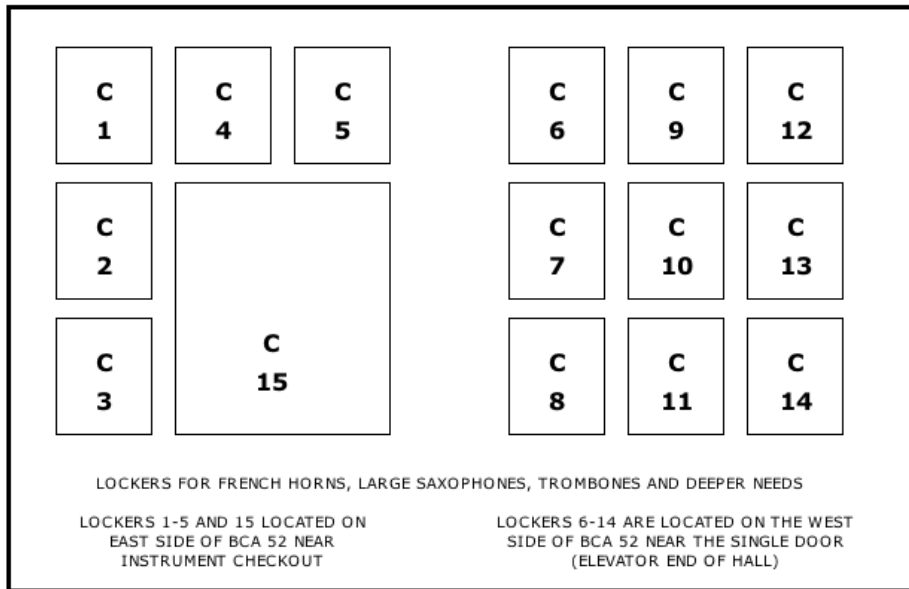 C
1
C
4
C
5
C
6
C
9
C
12
C
2
C
7
C
10
C
13
C
3
C
15
C
8
C
11
C
14
LOCKERS FOR FRENCH HORNS, LARGE SAXOPHONES, TROMBONES AND DEEPER NEEDS
LOCKERS 1-5 AND 15 LOCATED ON
EAST SIDE OF BCA 52 NEAR
INSTRUMENT CHECKOUT
LOCKERS 6-14 ARE LOCATED ON THE WEST
SIDE OF BCA 52 NEAR THE SINGLE DOOR
(ELEVATOR END OF HALL)